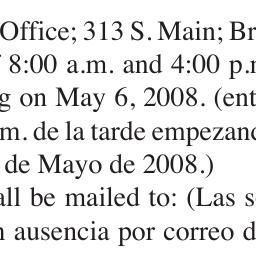 Office; 313 S. Main; Br
8:00 a.m. and 4:00 p.
g on May 6, 2008. (ent
m. de la tarde empezand
de Mayo de 2008.)
all be mailed to: (Las s
ausencia por correo d